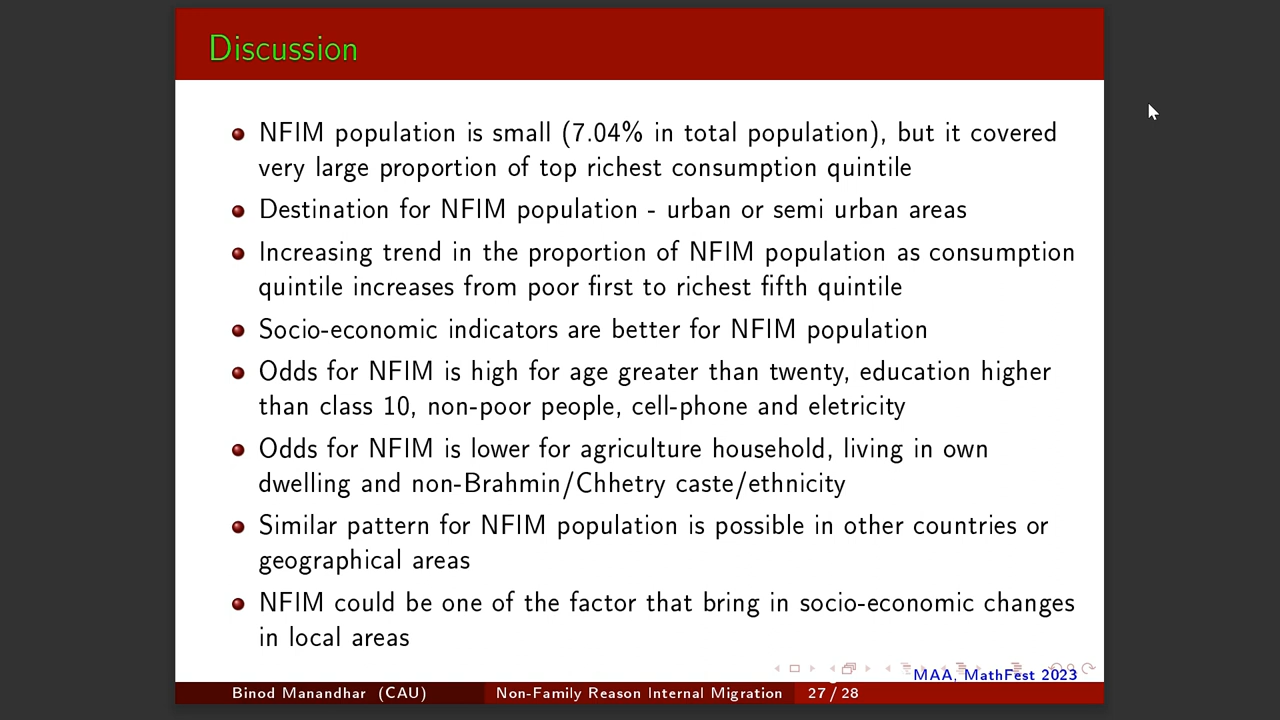 Discussion
NFIM population is small (7.04% in total population), but it covered
very large proportion of top richest consumption quintile
Destination for NFIM population - urban or semi urban areas
Increasing trend in the proportion of NFIM population as consumption
quintile increases from poor first to richest fifth quintile
Socio-economic indicators are better for NFIM population
Odds for NFIM is high for age greater than twenty, education higher
than class 10, non-poor people, cell-phone and eletricity
Odds for NFIM is lower for agriculture household, living in own
dwelling and non-Brahmin/Chhetry caste/ethnicity
Similar pattern for NFIM population is possible in other countries or
geographical areas
NFIM could be one of the factor that bring in socio-economic changes
in local areas
MAA, MathFest 2023
Binod Manandhar (CAU) Non-Family Reason Internal Migration 27 / 28